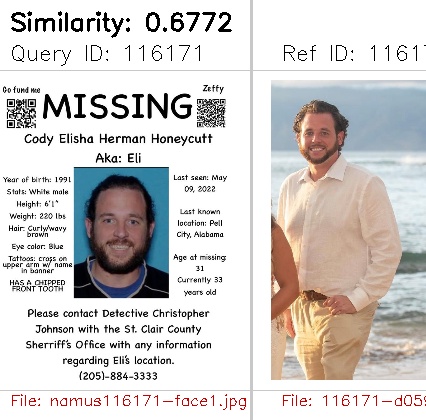 Similarity: 0.6772
Query ID: 116171
Ref ID: 1161
Go fund me
Zeffy
MISSING
Cody Elisha Herman Honeycutt
Aka: Eli
Year of birth: 1991
Stats: White male
Height: 6'1"
Weight: 220 lbs
Hair: Curly/wavy
brown
Eye color: Blue
Tattoos: cross on
upper arm w/ name
in banner
HAS A CHIPPED
FRONT TOOTH
Last seen: May
09, 2022
Last known
location: Pell
City, Alabama
Age at missing:
31
Currently 33
years old
Please contact Detective Christopher
Johnson with the St. Clair County
Sherriff's Office with any information
regarding Eli's location.
(205)-884-3333
File: namus116171-face1.jpg
File: 116171-d059